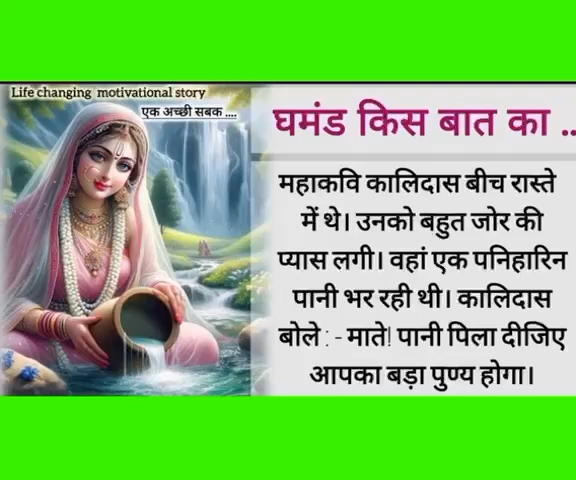 Life changing motivational story
एक अच्छी सबक ....
घमंड किस बात का ..
महाकवि कालिदास बीच रास्ते
में थे। उनको बहुत जोर की
प्यास लगी। वहां एक पनिहारिन
पानी भर रही थी। कालिदास
बोले : - माते! पानी पिला दीजिए
आपका बड़ा पुण्य होगा।